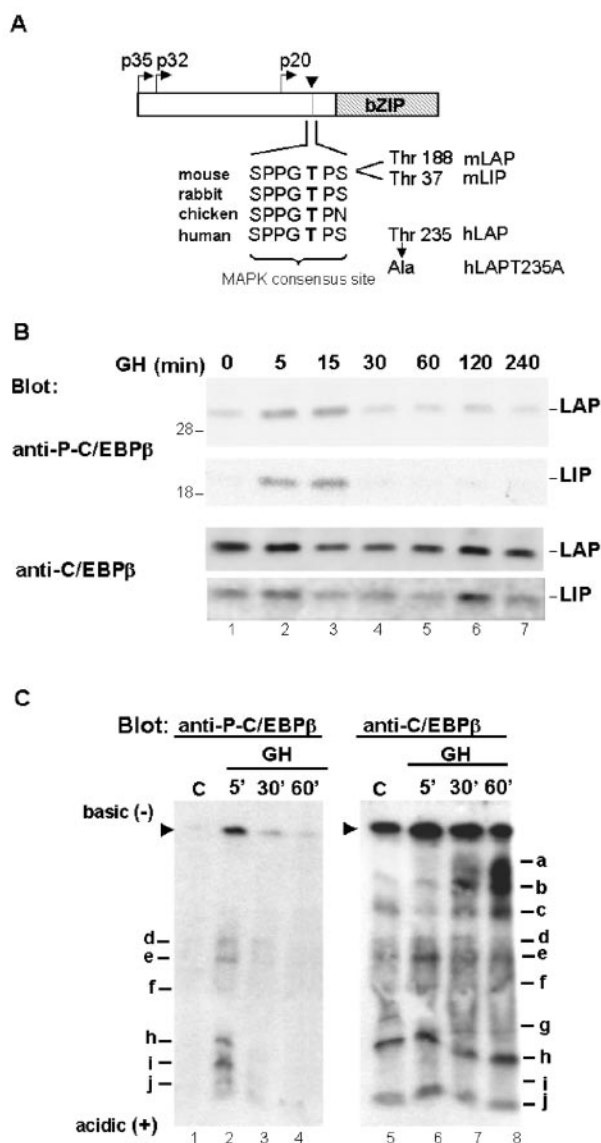 A
p35 p32 p20
bZIP
mouse SPPG T PS Thr 188 mLAP
Thr 37 mLIP
rabbit SPPG T PS
chicken SPPG T PN
human SPPG T PS Thr 235 hLAP
MAPK consensus site Ala hLAPT235A
B
GH (min) 0 5 15 30 60 120 240
Blot:
LAP
28
anti-P-C/EBPβ
LIP
18
LAP
anti-C/EBPβ
LIP
1 2 3 4 5 6 7
C
Blot: anti-P-C/EBPβ anti-C/EBPβ
GH GH
C 5' 30' 60' C 5' 30' 60'
basic (-)
a
b
c
d d
e e
f f
g
h h
i i
j j
acidic (+)
1 2 3 4 5 6 7 8